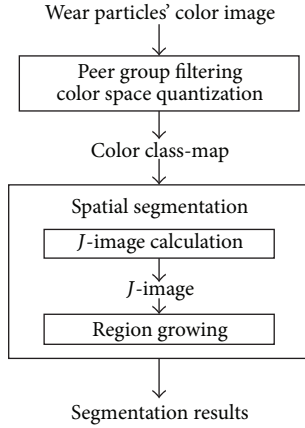 Wear particles’ color image
Peer group filtering
color space quantization
Color class-map
Spatial segmentation
J-image calculation
J-image
Region growing
Segmentation results